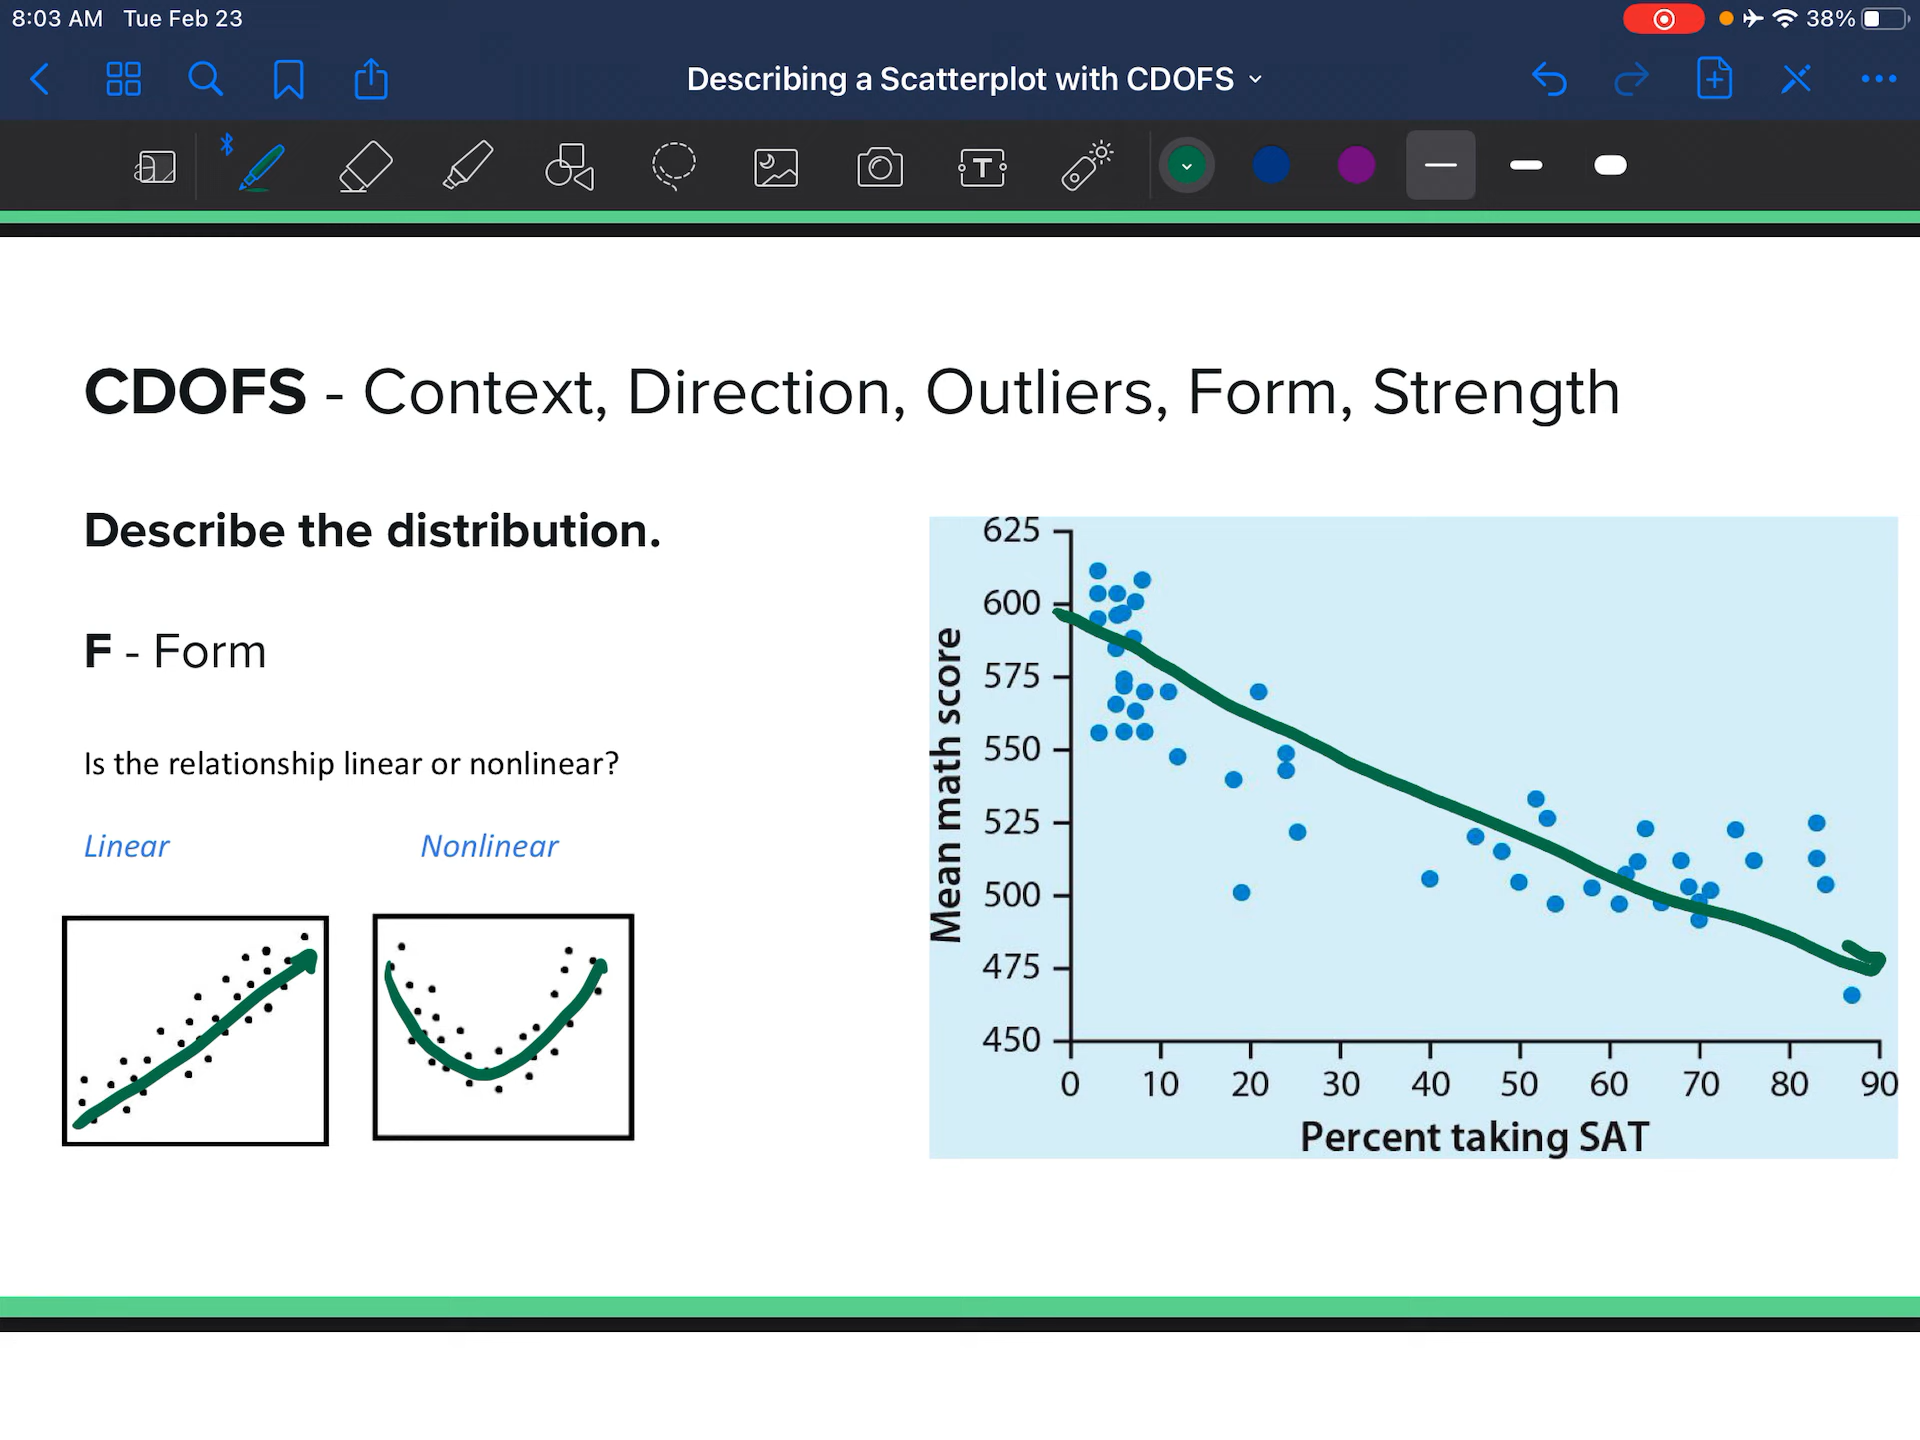 8:03 AM Tue Feb 23
38%
Describing a Scatterplot with CDOFS
CDOFS - Context, Direction, Outliers, Form, Strength
Describe the distribution.
F - Form
Is the relationship linear or nonlinear?
Linear
Nonlinear
Mean math score
625
600
575
550
525
500
475
450
0 10 20 30 40 50 60 70 80 90
Percent taking SAT